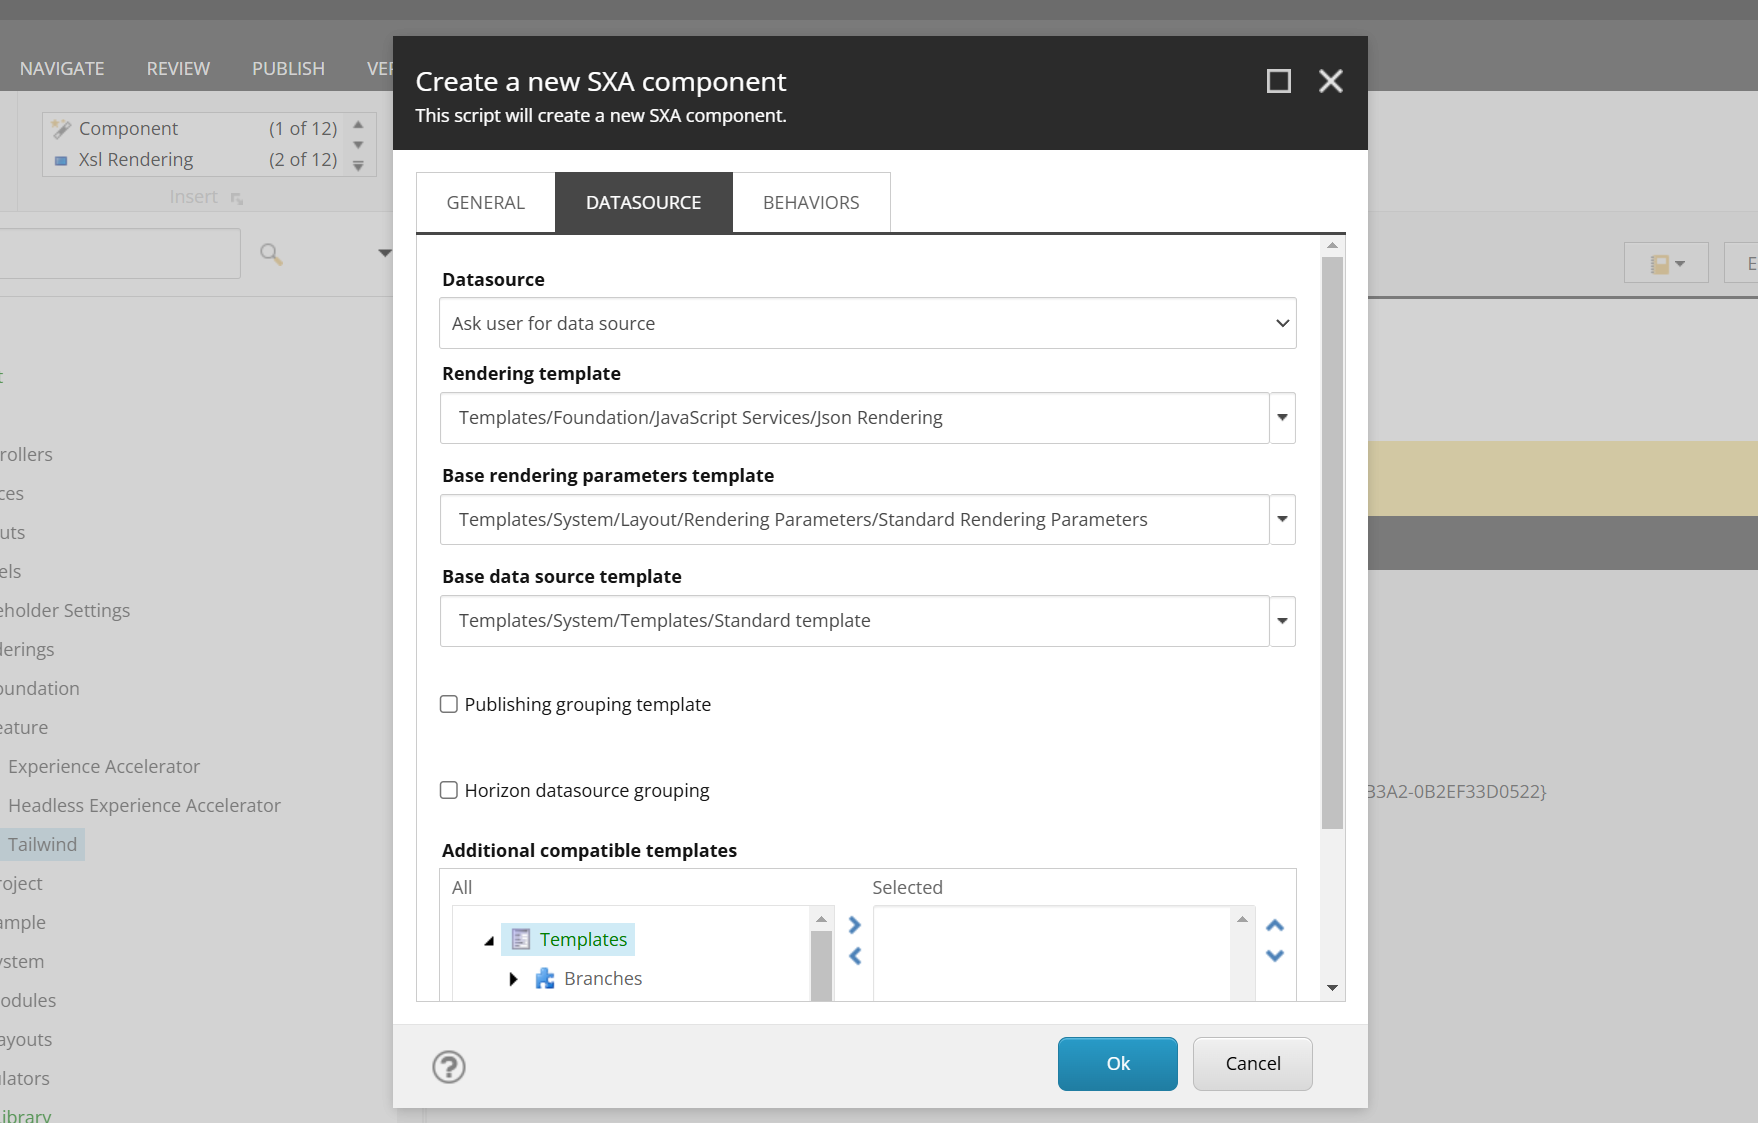 NAVIGATE REVIEW PUBLISH VER
Create a new SXA component
This script will create a new SXA component.
Component (1 of 12)
Xsl Rendering (2 of 12)
Insert
GENERAL DATASOURCE BEHAVIORS
E
Datasource
Ask user for data source
Rendering template
Templates/Foundation/JavaScript Services/Json Rendering
Base rendering parameters template
Templates/System/Layout/Rendering Parameters/Standard Rendering Parameters
Base data source template
Templates/System/Templates/Standard template
Publishing grouping template
Horizon datasource grouping
Additional compatible templates
All
Selected
Templates
Branches
Ok
Cancel
rollers
ces
uts
els
eholder Settings
derings
oundation
eature
Experience Accelerator
Headless Experience Accelerator
Tailwind
roject
ample
ystem
odules
ayouts
ulators
ibrary
B3A2-0B2EF33D0522}